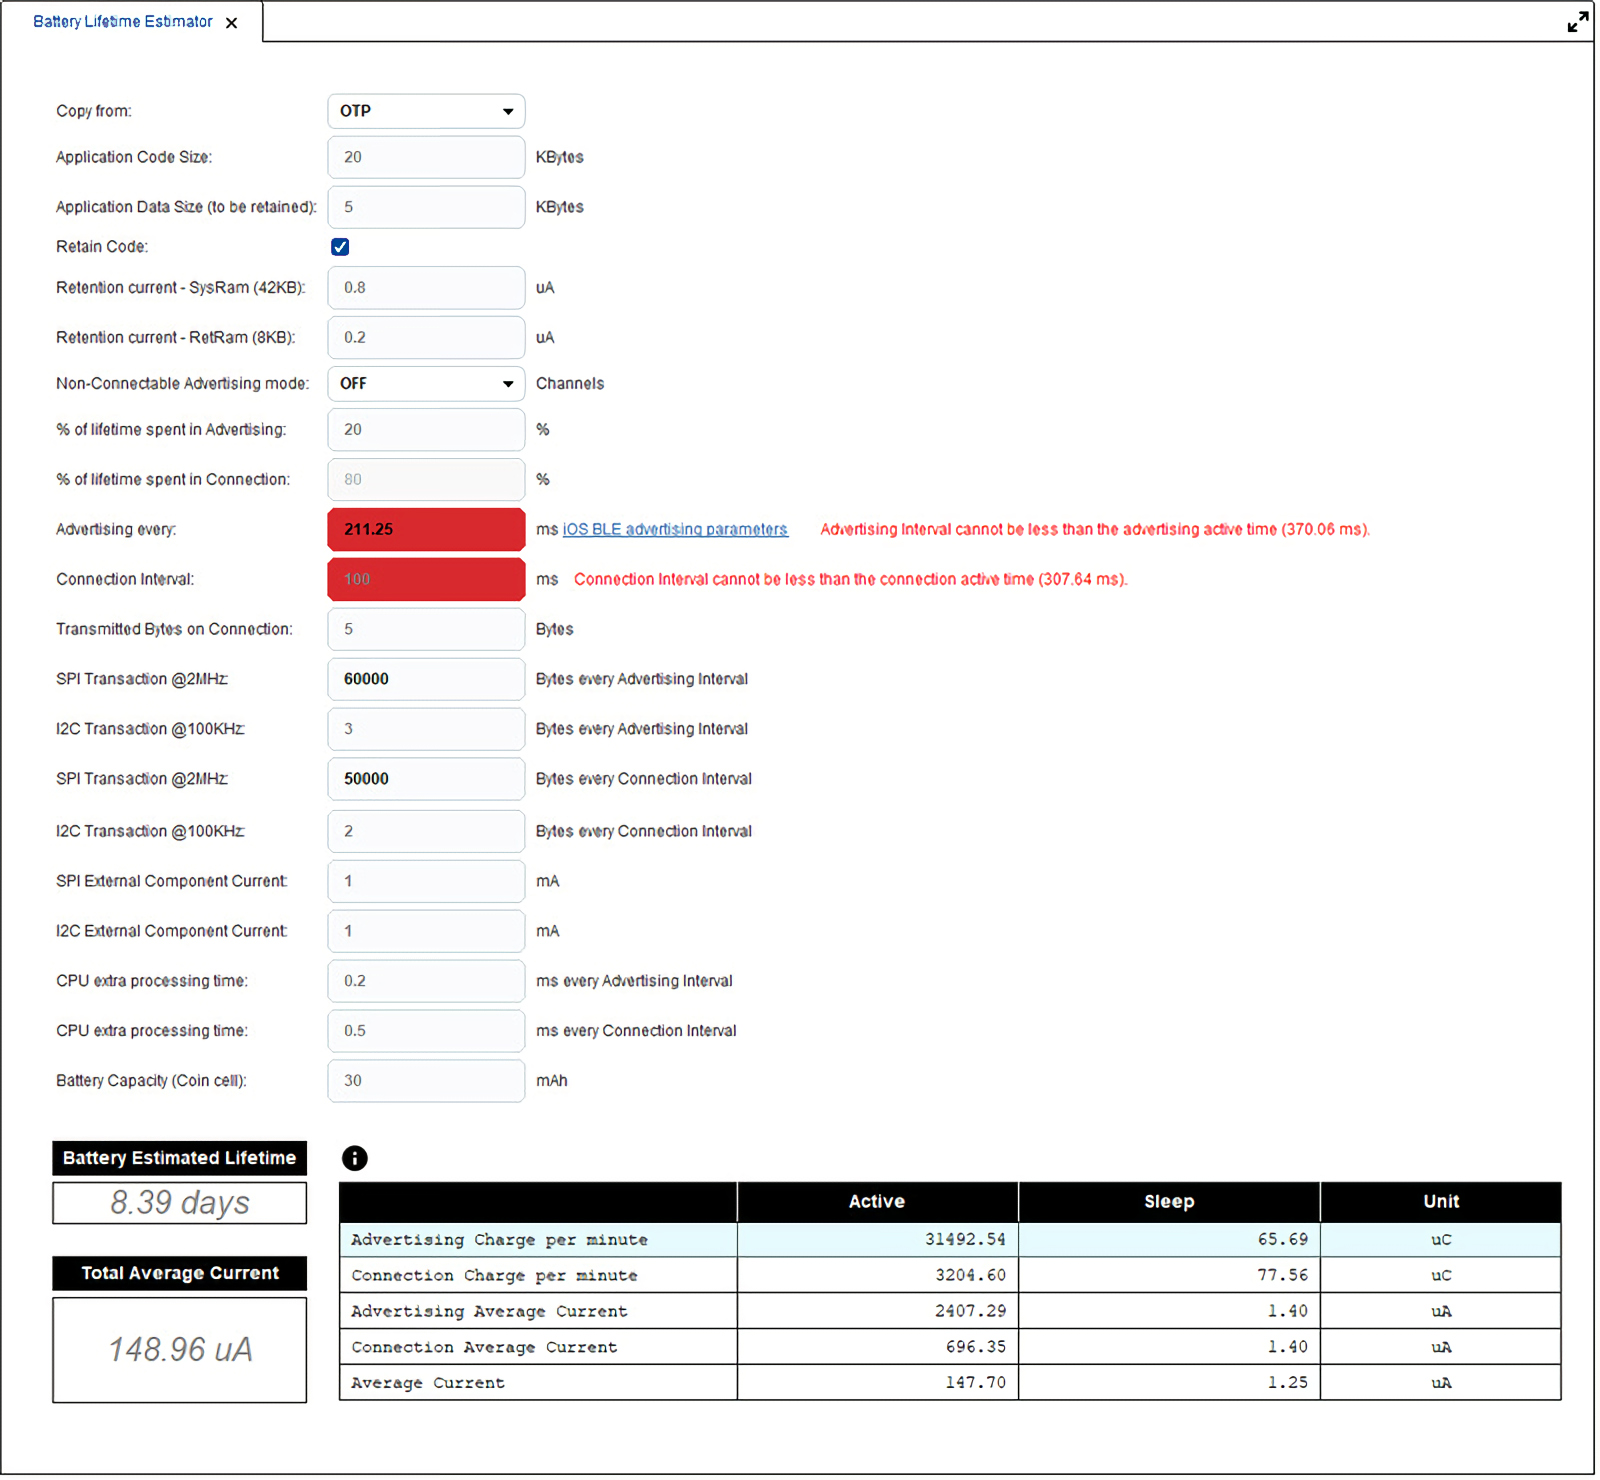 Battery Lifetime Estimator
Copy from: OTP
Application Code Size: 20 KBytes
Application Data Size (to be retained): 5 KBytes
Retain Code:
Retention current - SysRam (42KB): 0.8 uA
Retention current - RetRam (8KB): 0.2 uA
Non-Connectable Advertising mode: OFF Channels
% of lifetime spent in Advertising: 20 %
% of lifetime spent in Connection: 80 %
Advertising every: 211.25 ms iOS BLE advertising parameters Advertising Interval cannot be less than the advertising active time (370.06 ms).
Connection Interval: 100 ms Connection Interval cannot be less than the connection active time (307.64 ms).
Transmitted Bytes on Connection: 5 Bytes
SPI Transaction @2MHz: 60000 Bytes every Advertising Interval
I2C Transaction @100KHz: 3 Bytes every Advertising Interval
SPI Transaction @2MHz: 50000 Bytes every Connection Interval
I2C Transaction @100KHz: 2 Bytes every Connection Interval
SPI External Component Current: 1 mA
I2C External Component Current: 1 mA
CPU extra processing time: 0.2 ms every Advertising Interval
CPU extra processing time: 0.5 ms every Connection Interval
Battery Capacity (Coin cell): 30 mAh
Battery Estimated Lifetime
8.39 days
Total Average Current
148.96 uA
Active Sleep Unit
Advertising Charge per minute 31492.54 65.69 uC
Connection Charge per minute 3204.60 77.56 uC
Advertising Average Current 2407.29 1.40 uA
Connection Average Current 696.35 1.40 uA
Average Current 147.70 1.25 uA